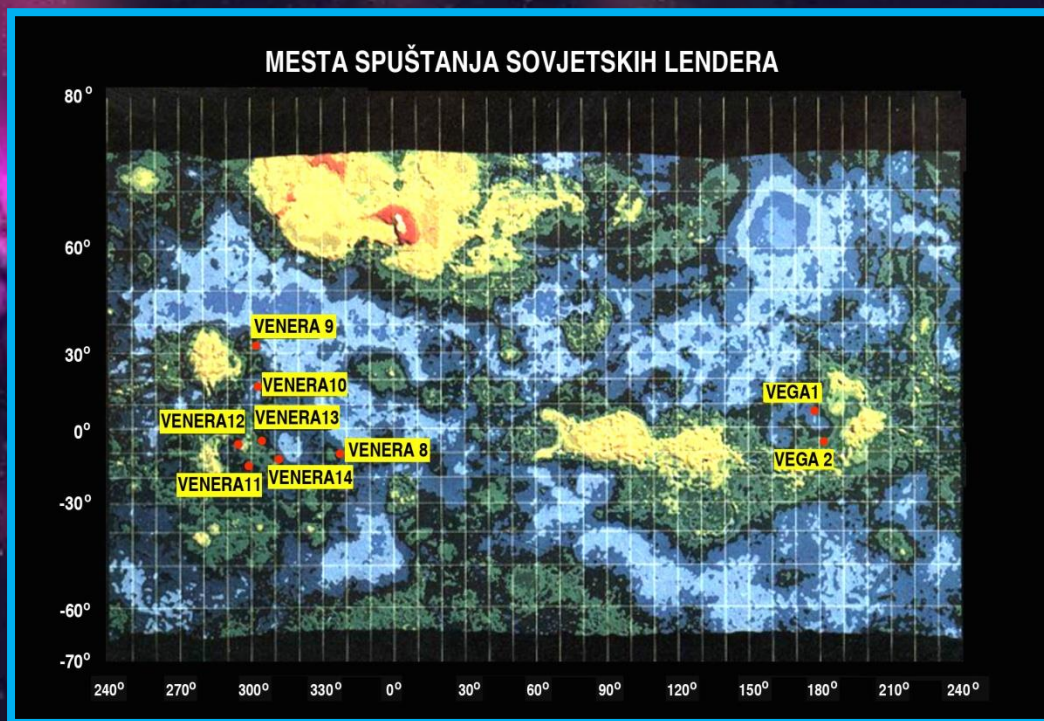 MESTA SPUŠTANJA SOVJETSKIH LENDERA
80°
60°
VENERA 9
30°
VENERA10
VEGA1
VENERA12
VENERA13
0°
VENERA 8
VEGA 2
VENERA11
VENERA14
-30°
-60°
-70°
240° 270° 300° 330° 0° 30° 60° 90° 120° 150° 180° 210° 240°